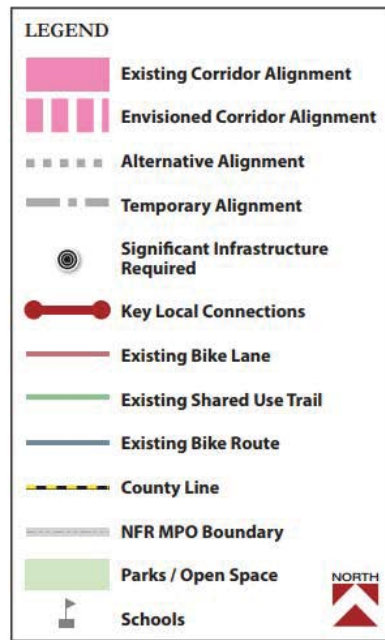 LEGEND
Existing Corridor Alignment
Envisioned Corridor Alignment
Alternative Alignment
Temporary Alignment
Significant Infrastructure
Required
Key Local Connections
Existing Bike Lane
Existing Shared Use Trail
Existing Bike Route
County Line
NFR MPO Boundary
Parks / Open Space
NORTH
Schools